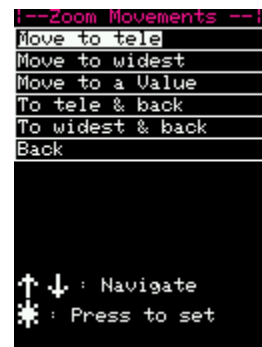 |--Zoom Movements --|
Move to tele
Move to widest
Move to a Value
To tele & back
To widest & back
Back
↑ ↓ : Navigate
☀ : Press to set